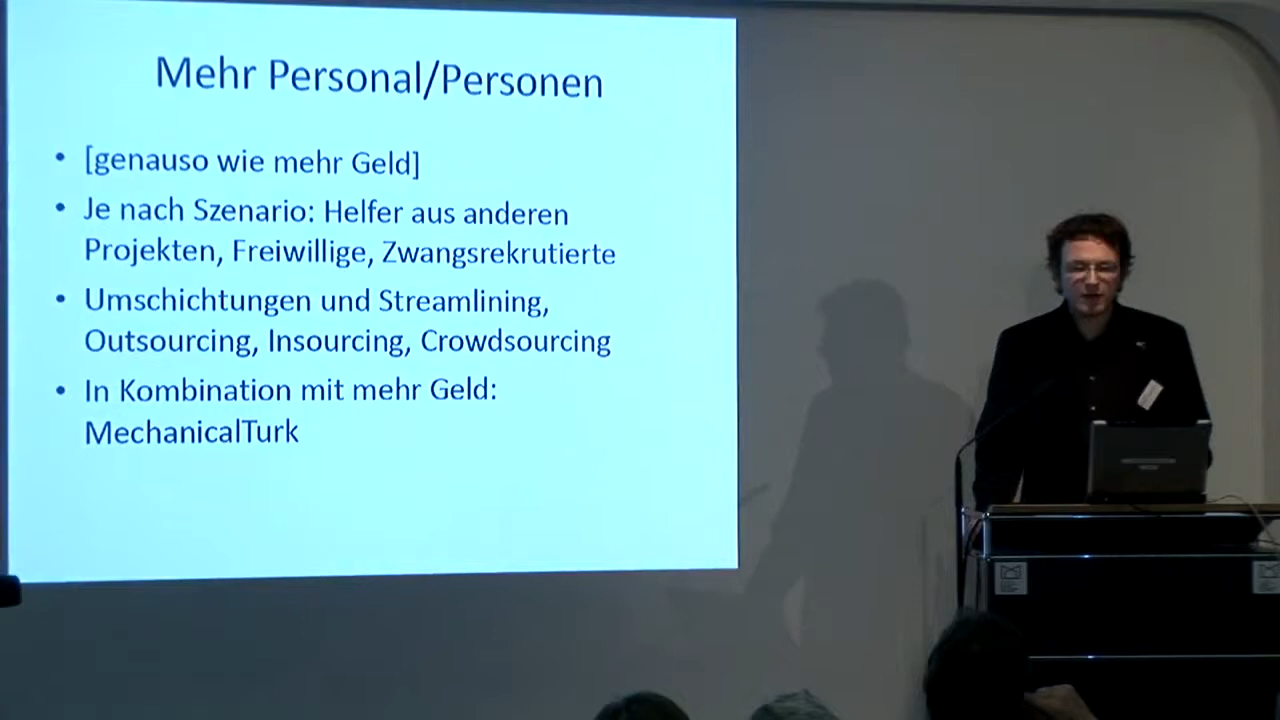 Mehr Personal/Personen
• [genauso wie mehr Geld]
• Je nach Szenario: Helfer aus anderen
Projekten, Freiwillige, Zwangsrekrutierte
• Umschichtungen und Streamlining,
Outsourcing, Insourcing, Crowdsourcing
• In Kombination mit mehr Geld:
MechanicalTurk